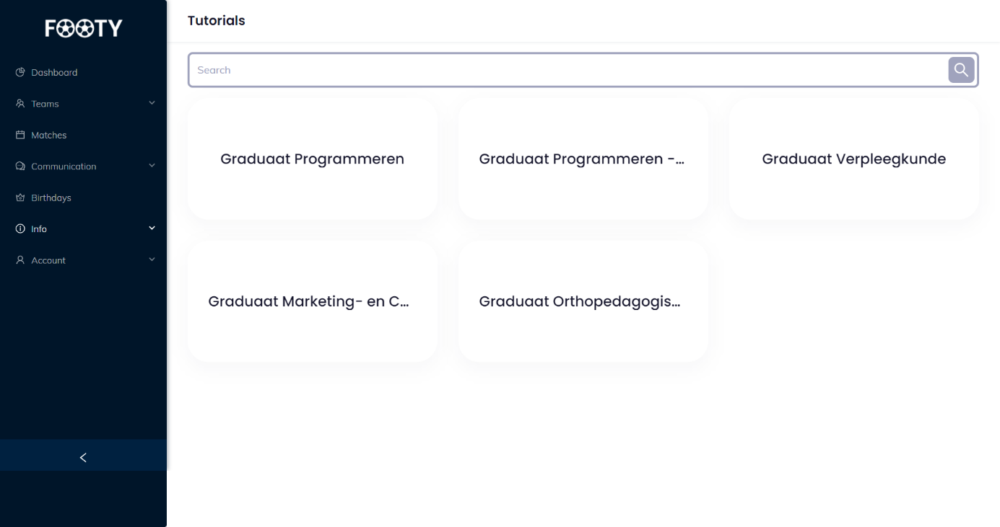 FOOTY
Dashboard
Teams
Matches
Communication
Birthdays
Info
Account
Tutorials
Search
Graduaat Programmeren
Graduaat Programmeren -...
Graduaat Verpleegkunde
Graduaat Marketing- en C...
Graduaat Orthopedagogis...